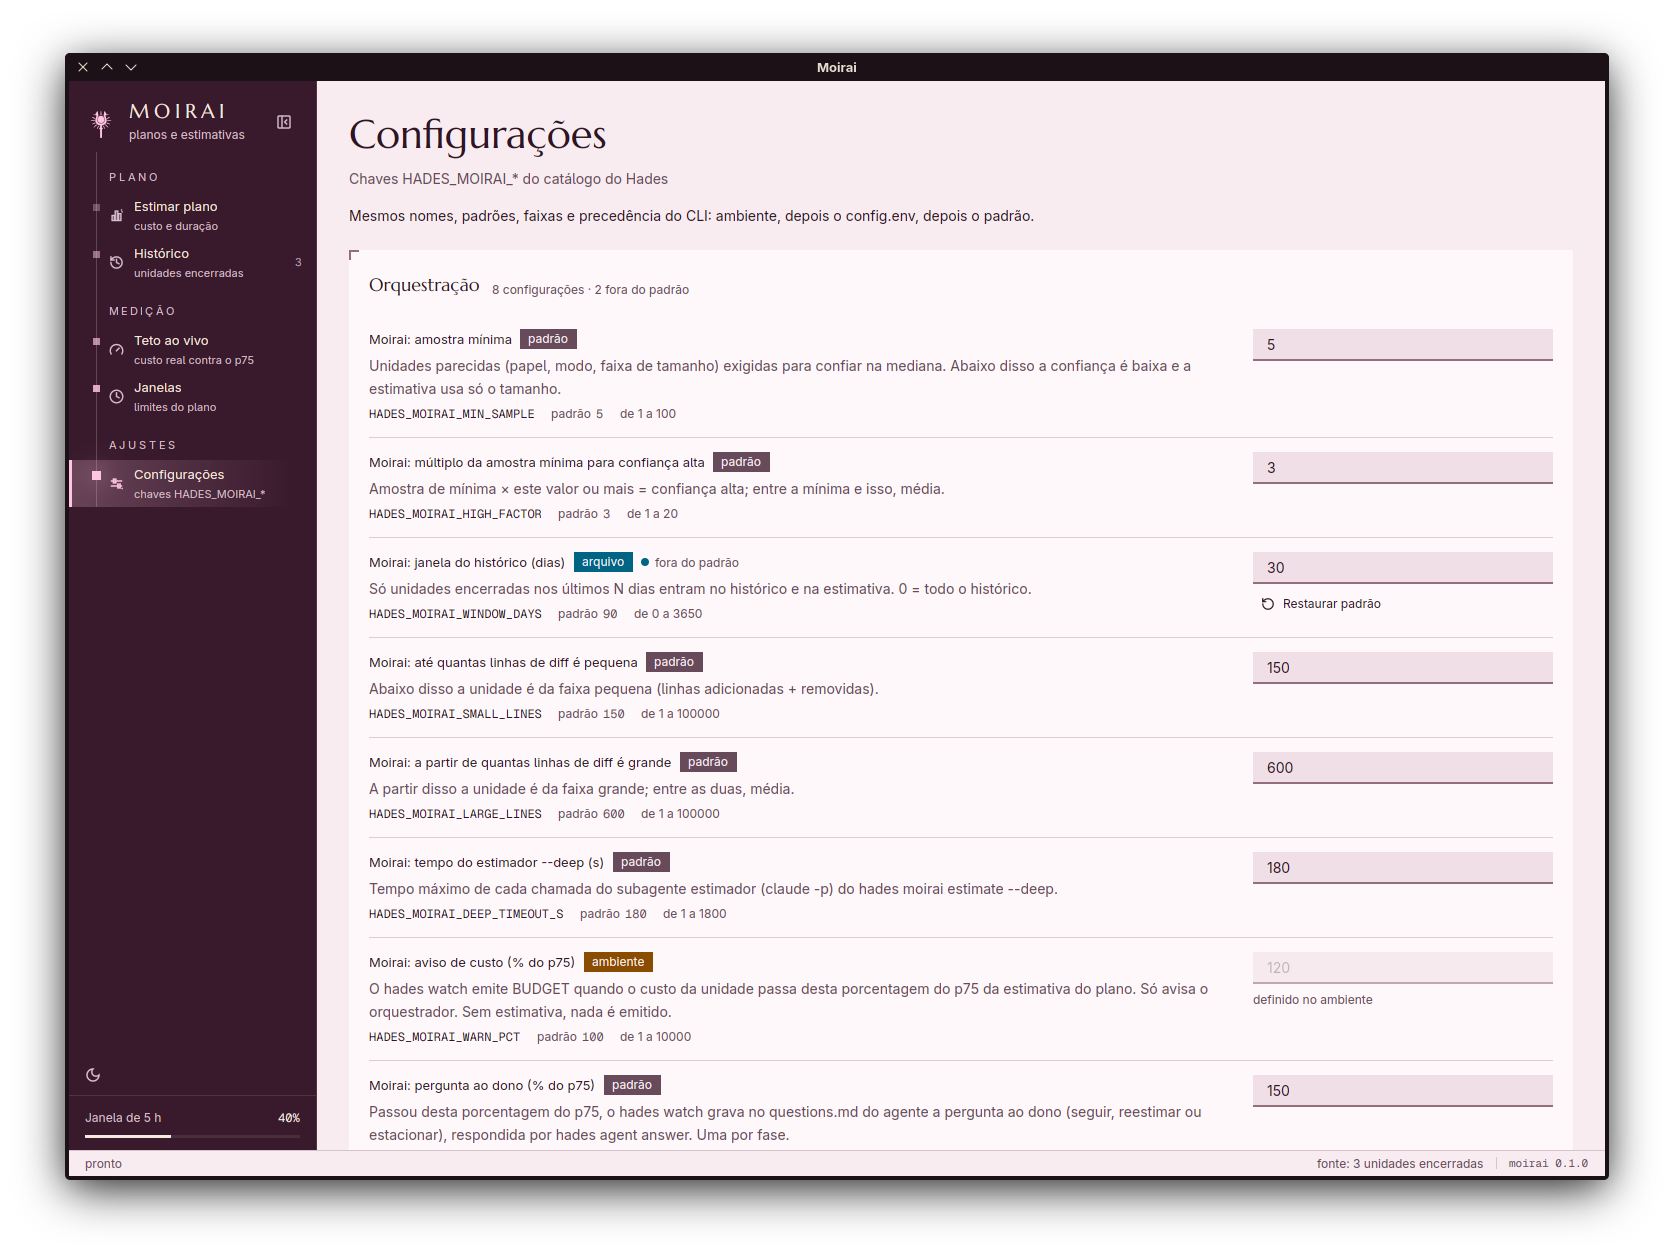 Moirai
MOIRAI
planos e estimativas
PLANO
Estimar plano
custo e duração
Histórico
3
unidades encerradas
MEDIÇÃO
Teto ao vivo
custo real contra o p75
Janelas
limites do plano
AJUSTES
Configurações
chaves HADES_MOIRAI_*
Janela de 5 h
40%
Configurações
Chaves HADES_MOIRAI_* do catálogo do Hades
Mesmos nomes, padrões, faixas e precedência do CLI: ambiente, depois o config.env, depois o padrão.
Orquestração 8 configurações · 2 fora do padrão
Moirai: amostra mínima padrão
5
Unidades parecidas (papel, modo, faixa de tamanho) exigidas para confiar na mediana. Abaixo disso a confiança é baixa e a
estimativa usa só o tamanho.
HADES_MOIRAI_MIN_SAMPLE padrão 5 de 1 a 100
Moirai: múltiplo da amostra mínima para confiança alta padrão
3
Amostra de mínima × este valor ou mais = confiança alta; entre a mínima e isso, média.
HADES_MOIRAI_HIGH_FACTOR padrão 3 de 1 a 20
Moirai: janela do histórico (dias) arquivo fora do padrão
30
Só unidades encerradas nos últimos N dias entram no histórico e na estimativa. 0 = todo o histórico.
Restaurar padrão
HADES_MOIRAI_WINDOW_DAYS padrão 90 de 0 a 3650
Moirai: até quantas linhas de diff é pequena padrão
150
Abaixo disso a unidade é da faixa pequena (linhas adicionadas + removidas).
HADES_MOIRAI_SMALL_LINES padrão 150 de 1 a 100000
Moirai: a partir de quantas linhas de diff é grande padrão
600
A partir disso a unidade é da faixa grande; entre as duas, média.
HADES_MOIRAI_LARGE_LINES padrão 600 de 1 a 100000
Moirai: tempo do estimador --deep (s) padrão
180
Tempo máximo de cada chamada do subagente estimador (claude -p) do hades moirai estimate --deep.
HADES_MOIRAI_DEEP_TIMEOUT_S padrão 180 de 1 a 1800
Moirai: aviso de custo (% do p75) ambiente
120
O hades watch emite BUDGET quando o custo da unidade passa desta porcentagem do p75 da estimativa do plano. Só avisa o
definido no ambiente
orquestrador. Sem estimativa, nada é emitido.
HADES_MOIRAI_WARN_PCT padrão 100 de 1 a 10000
Moirai: pergunta ao dono (% do p75) padrão
150
Passou desta porcentagem do p75, o hades watch grava no questions.md do agente a pergunta ao dono (seguir, reestimar ou
estacionar), respondida por hades agent answer. Uma por fase.
pronto
fonte: 3 unidades encerradas
moirai 0.1.0